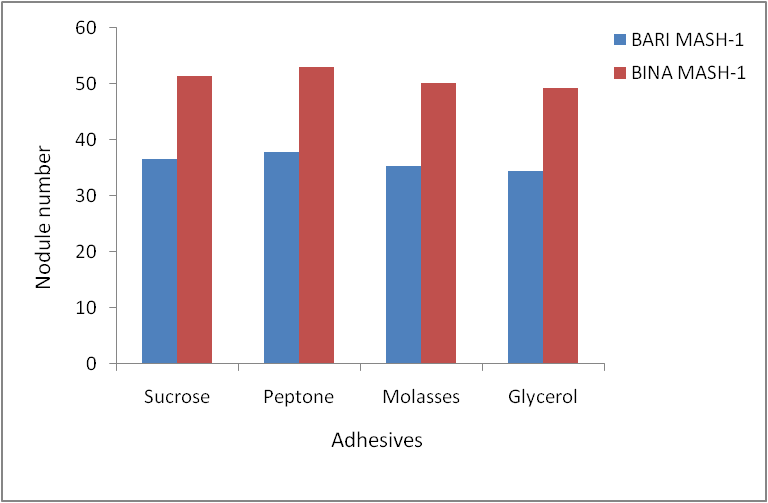 60
50
40
30
20
10
0
Nodule number
Sucrose Peptone Molasses Glycerol
Adhesives
BARI MASH-1
BINA MASH-1